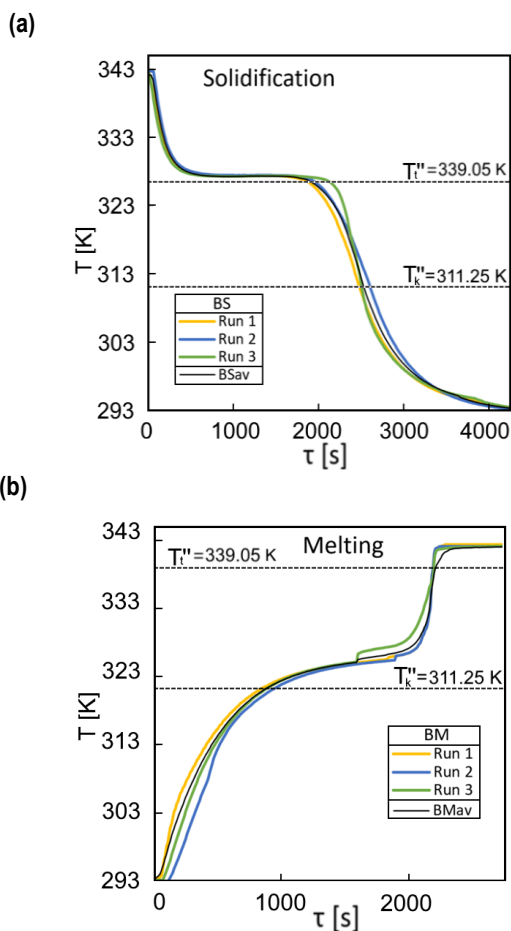 (a)
Solidification
343
333
323
313
303
293
T [K]
Tt"=339.05 K
Tk"=311.25 K
BS
Run 1
Run 2
Run 3
BSav
0
1000
2000
3000
4000
τ [s]
(b)
Melting
343
333
323
313
303
293
T [K]
Tt"=339.05 K
Tk"=311.25 K
BM
Run 1
Run 2
Run 3
BMav
0
1000
2000
τ [s]